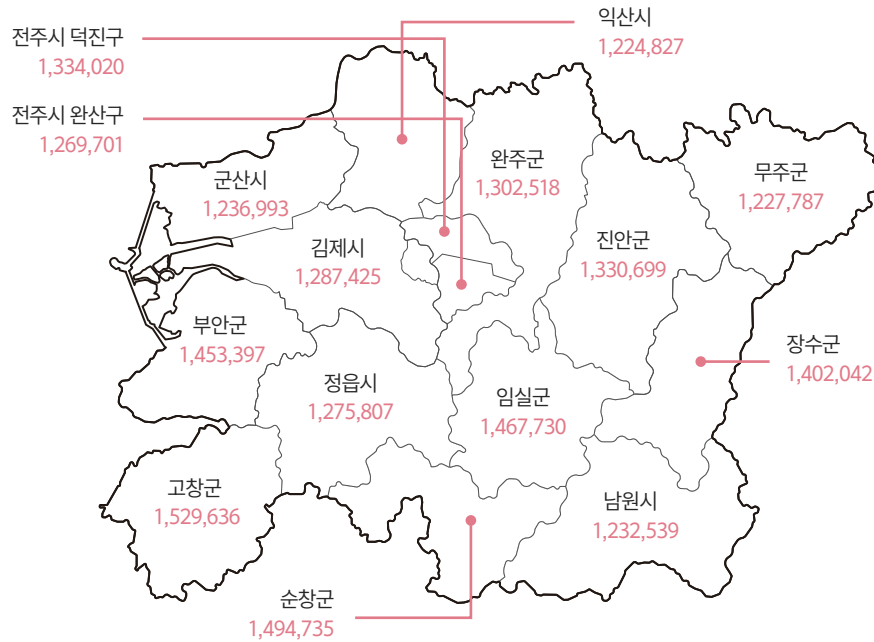 익산시
1,224,827
전주시 덕진구
1,334,020
전주시 완산구
1,269,701
완주군
1,302,518
무주군
1,227,787
군산시
1,236,993
진안군
1,330,699
김제시
1,287,425
부안군
1,453,397
장수군
1,402,042
정읍시
1,275,807
임실군
1,467,730
고창군
1,529,636
남원시
1,232,539
순창군
1,494,735